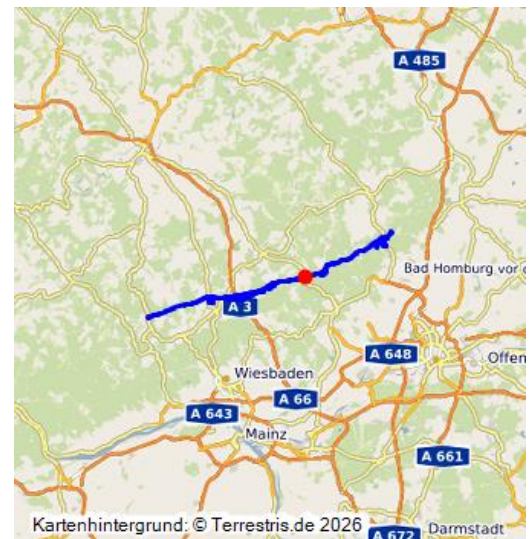 A 485
Bad Homburg vor d
A 3
A 648
Offen
Wiesbaden
A 66
A 643
Mainz
A 661
Kartenhintergrund: © Terrestris.de 2026
A 672
Darmstadt